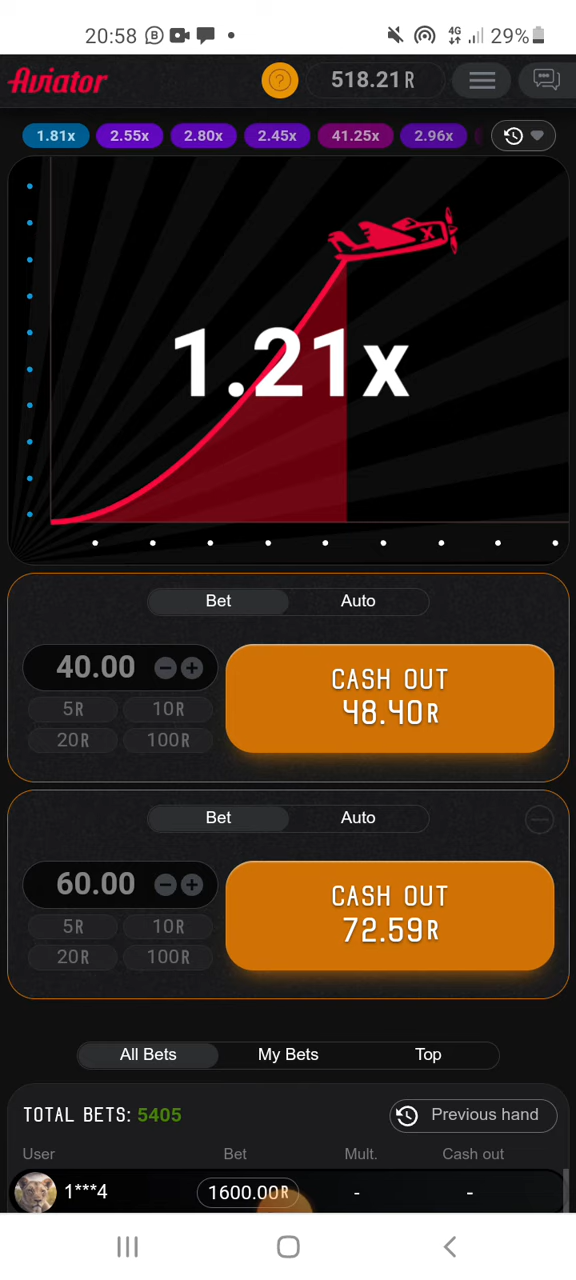 20:58 B 4G 29%
Aviator ? 518.21R
1.81x 2.55x 2.80x 2.45x 41.25x 2.96x
X
1.21x
Bet Auto
40.00 CASH OUT
48.40R
5R 10R
20R 100R
Bet Auto
60.00 CASH OUT
72.59R
5R 10R
20R 100R
All Bets My Bets Top
TOTAL BETS: 5405 Previous hand
User Bet Mult. Cash out
1***4 1600.00R - -